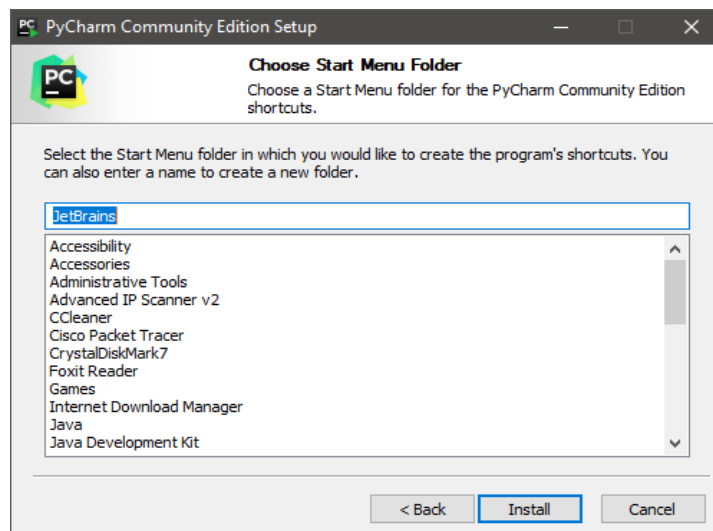 PC PyCharm Community Edition Setup
PC
Choose Start Menu Folder
Choose a Start Menu folder for the PyCharm Community Edition
shortcuts.
Select the Start Menu folder in which you would like to create the program's shortcuts. You
can also enter a name to create a new folder.
JetBrains
Accessibility
Accessories
Administrative Tools
Advanced IP Scanner v2
CCleaner
Cisco Packet Tracer
CrystalDiskMark7
Foxit Reader
Games
Internet Download Manager
Java
Java Development Kit
< Back Install Cancel